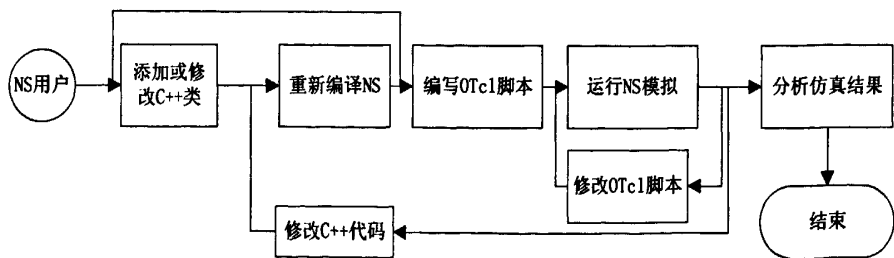 NS用户
添加或修
改C++类
重新编译NS
编写OTcl脚本
运行NS模拟
分析仿真结果
修改OTcl脚本
修改C++代码
结束